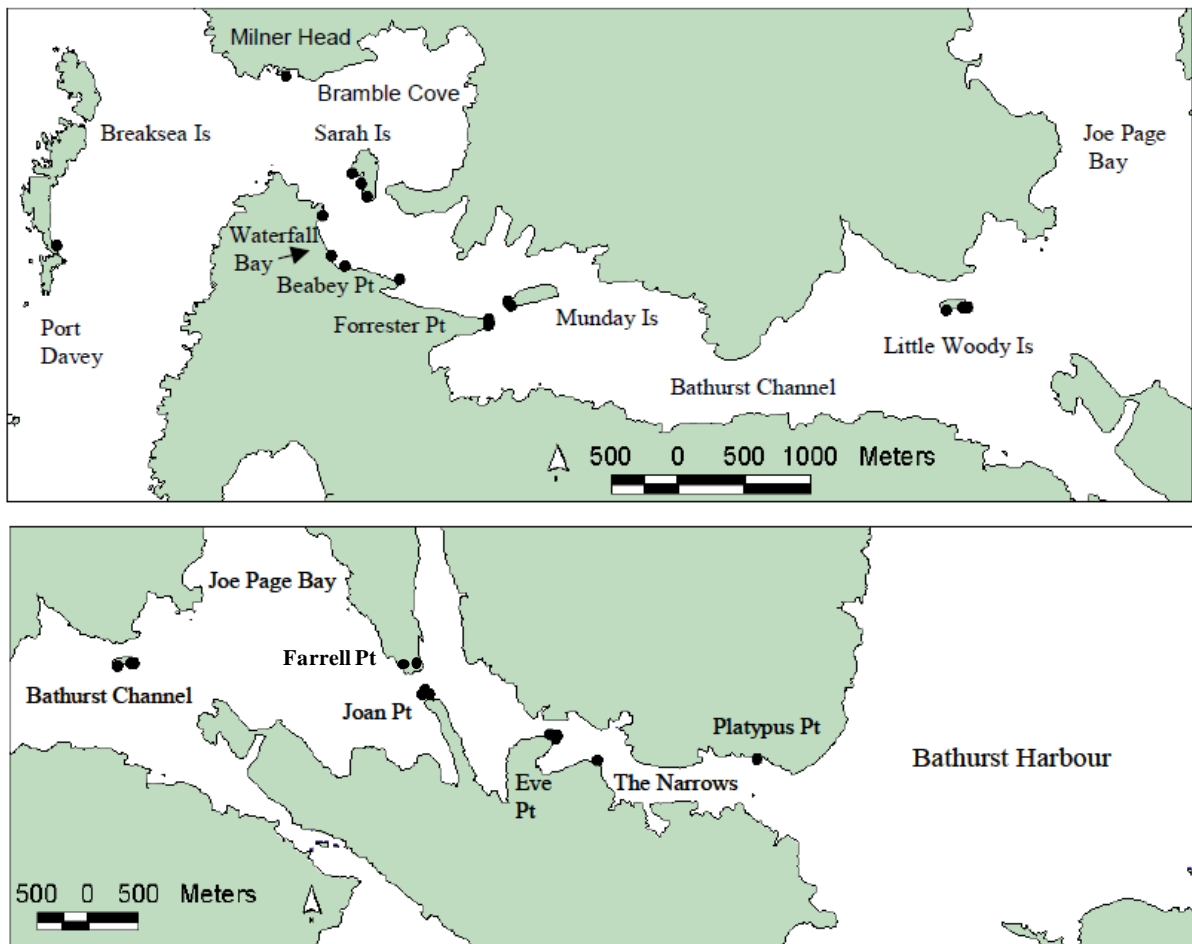 Milner Head
Bramble Cove
Breaksea Is
Sarah Is
Joe Page
Bay
Waterfall
Bay
Beabey Pt
Port
Davey
Forrester Pt
Munday Is
Little Woody Is
Bathurst Channel
500 0 500 1000 Meters
Joe Page Bay
Farrell Pt
Bathurst Channel
Joan Pt
Platypus Pt
Bathurst Harbour
Eve
Pt
The Narrows
500 0 500 Meters